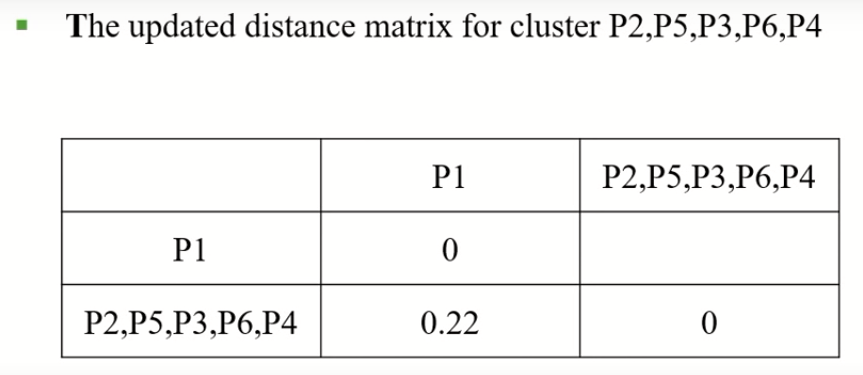 The updated distance matrix for cluster P2,P5,P3,P6,P4
P1 P2,P5,P3,P6,P4
P1 0
P2,P5,P3,P6,P4 0.22 0